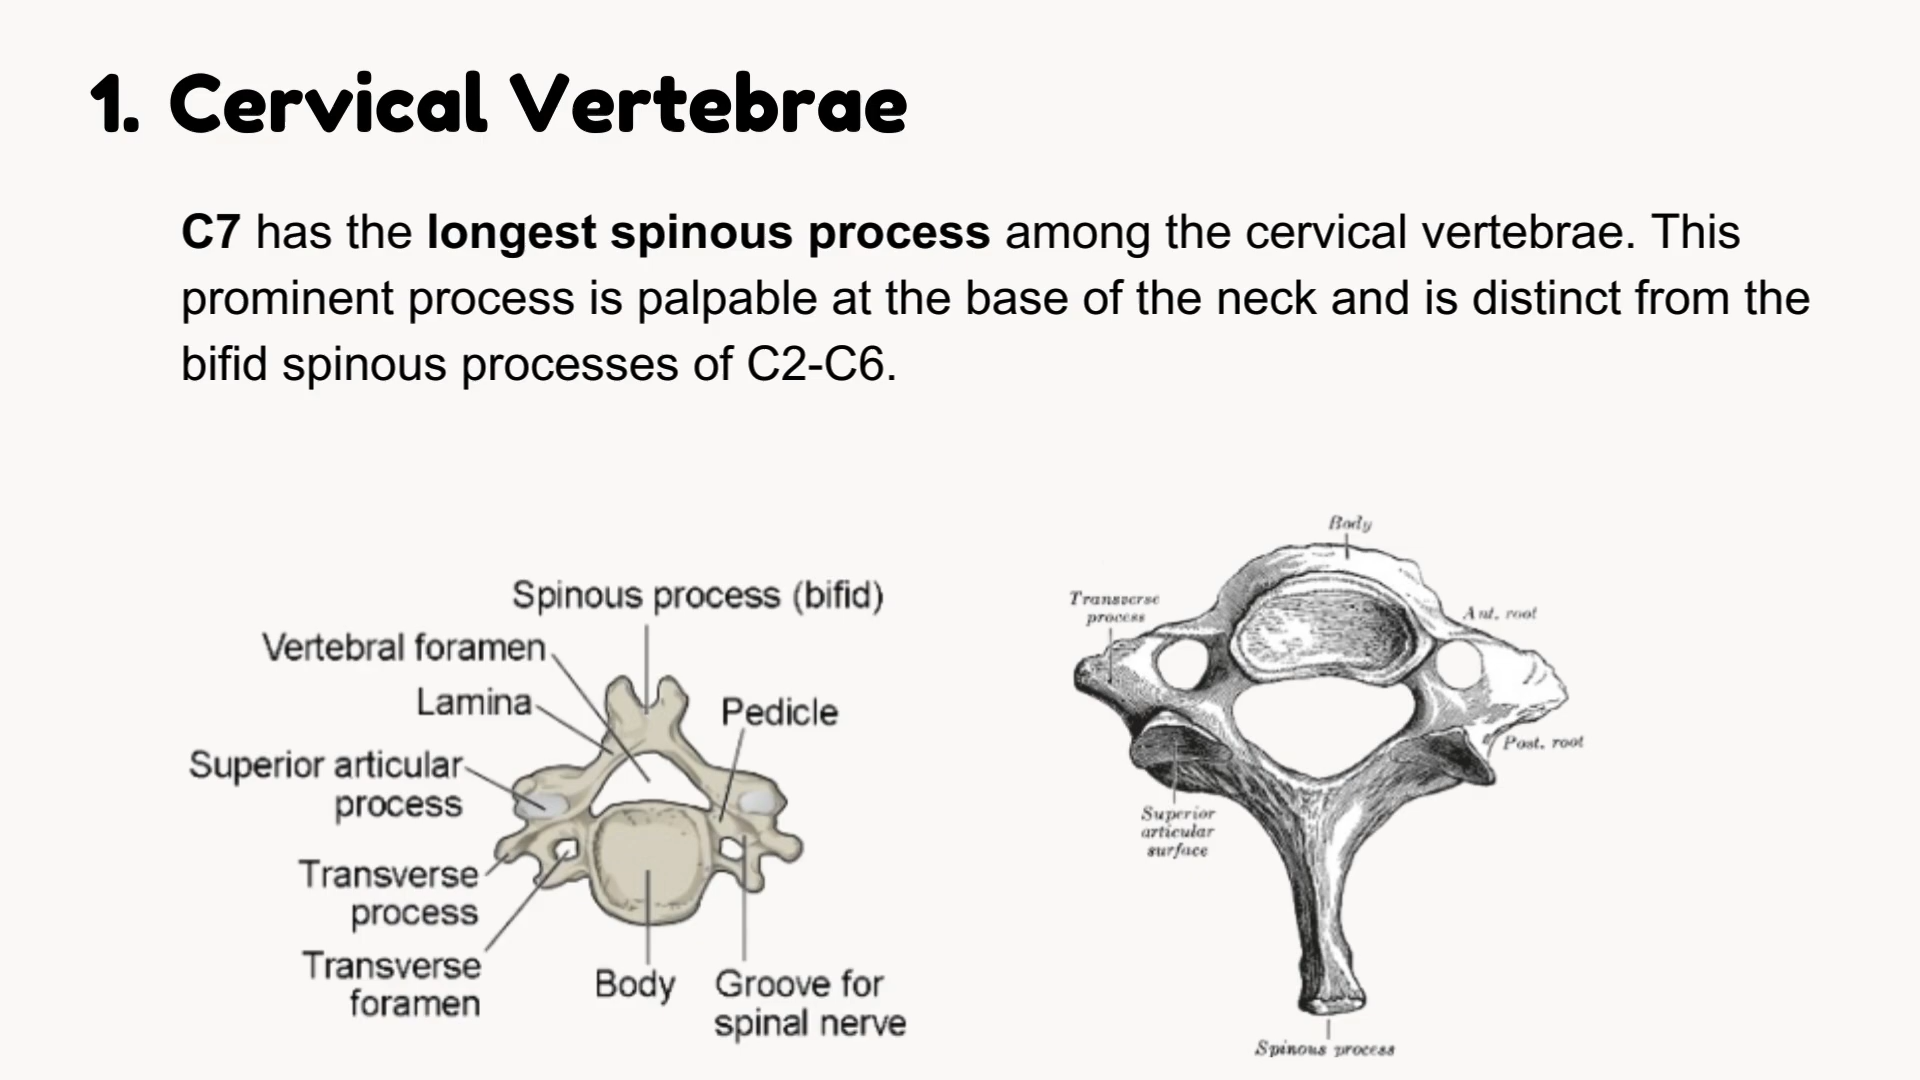 1. Cervical Vertebrae
C7 has the longest spinous process among the cervical vertebrae. This
prominent process is palpable at the base of the neck and is distinct from the
bifid spinous processes of C2-C6.
Spinous process (bifid)
Vertebral foramen
Lamina
Pedicle
Superior articular
process
Transverse
process
Transverse
foramen
Body
Groove for
spinal nerve
Body
Transverse
process
Ant. root
Post. root
Superior
articular
surface
Spinous process